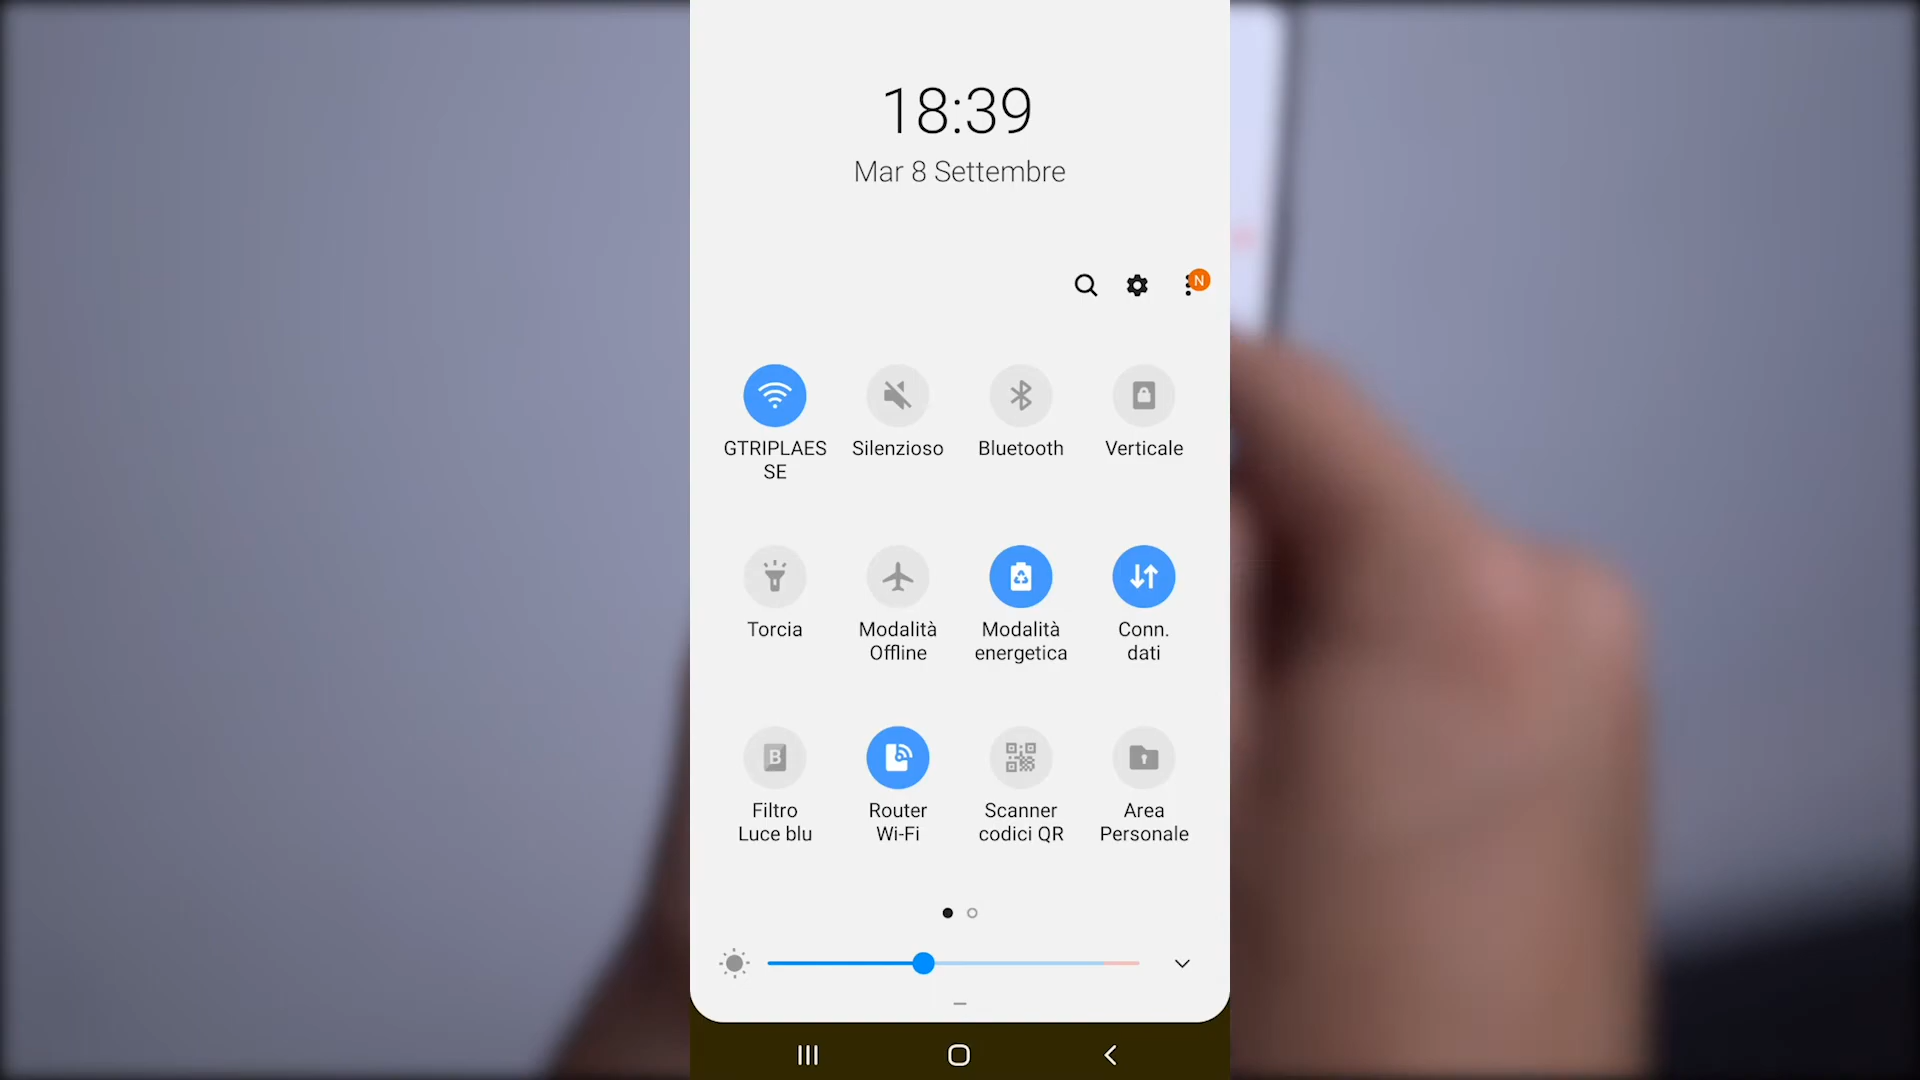 18:39
Mar 8 Settembre
N
GTRIPLAES
SE
Silenzioso
Bluetooth
Verticale
Torcia
Modalità
Offline
Modalità
energetica
Conn.
dati
B
Filtro
Luce blu
Router
Wi-Fi
Scanner
codici QR
Area
Personale